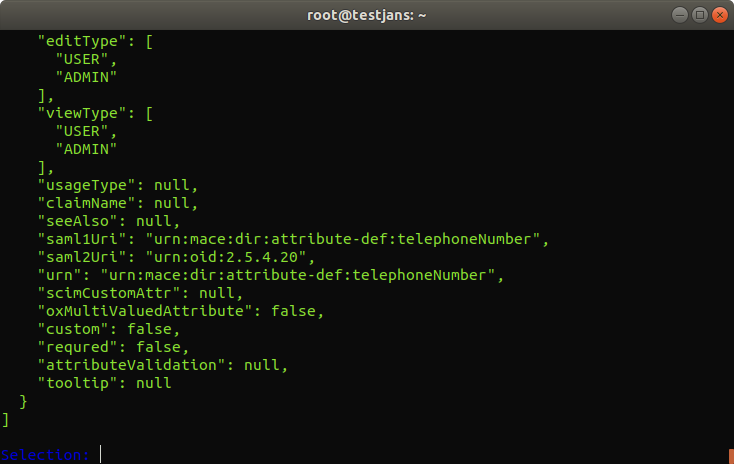 root@testjans: ~
"editType": [
"USER",
"ADMIN"
],
"viewType": [
"USER",
"ADMIN"
],
"usageType": null,
"claimName": null,
"seeAlso": null,
"saml1Uri": "urn:mace:dir:attribute-def:telephoneNumber",
"saml2Uri": "urn:oid:2.5.4.20",
"urn": "urn:mace:dir:attribute-def:telephoneNumber",
"scimCustomAttr": null,
"oxMultiValuedAttribute": false,
"custom": false,
"requred": false,
"attributeValidation": null,
"tooltip": null
}
]
Selection: